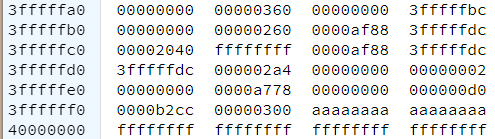 3fffffa0 00000000 00000360 00000000 3fffffbc
3fffffb0 00000000 00000260 0000af88 3fffffdc
3fffffc0 00002040 ffffffff 0000af88 3fffffdc
3fffffd0 3fffffdc 000002a4 00000000 00000002
3fffffe0 00000000 0000a778 00000000 000000d0
3ffffff0 0000b2cc 00000300 aaaaaaaa aaaaaaaa
40000000 ffffffff ffffffff ffffffff ffffffff